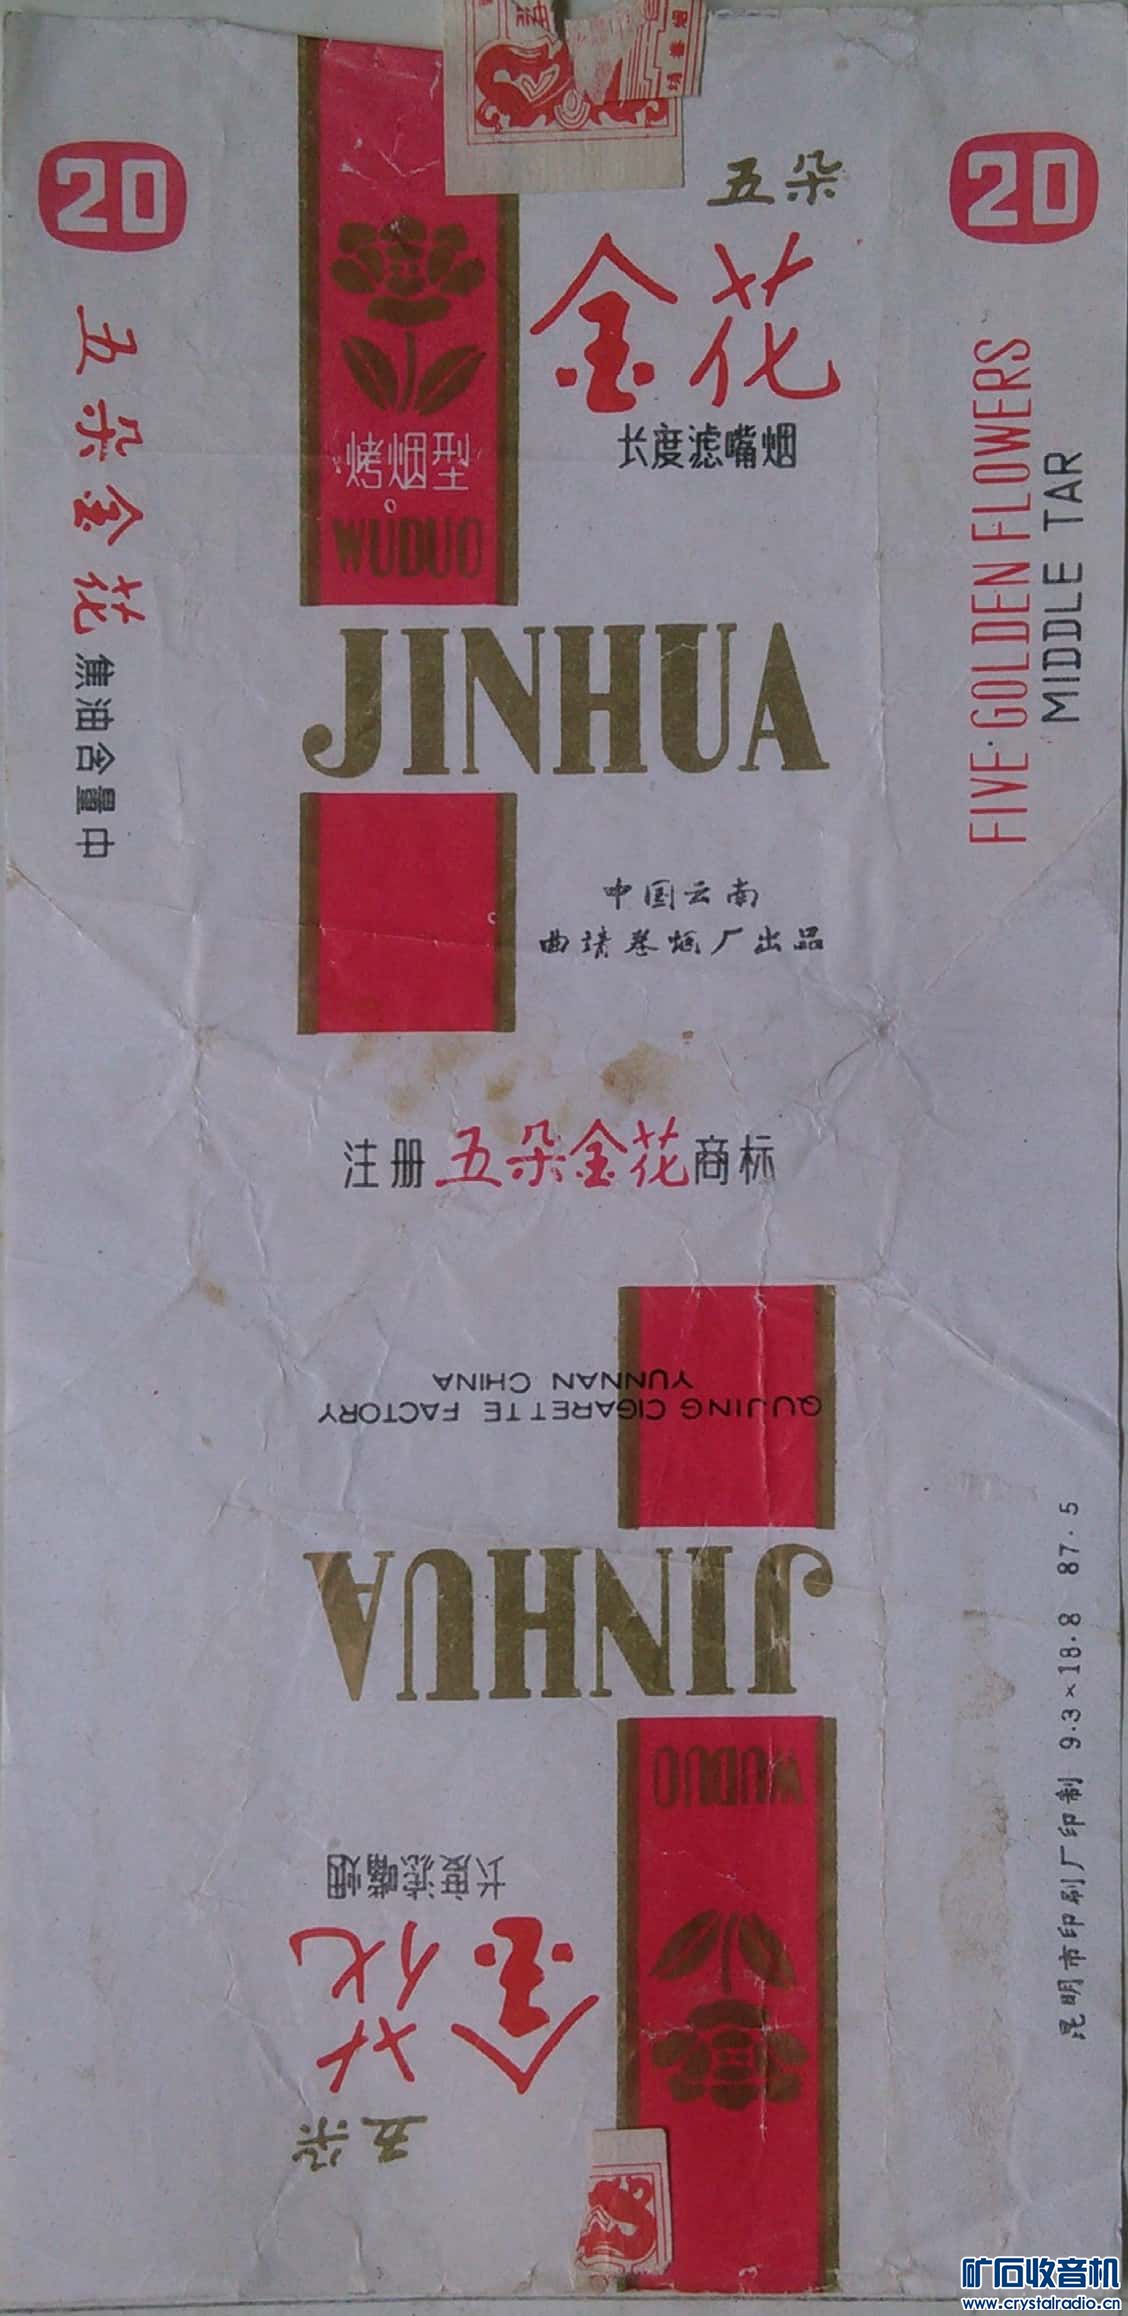 20
五朵金花 焦油含量中
五朵
金花
长度滤嘴烟
烤烟型
WUDUO
JINHUA
中国云南
曲靖卷烟厂出品
20
FIVE·GOLDEN FLOWERS
MIDDLE TAR
注册 五朵金花 商标
QUJING CIGARETTE FACTORY
YUNNAN CHINA
JINHUA
WUDUO
长度滤嘴烟
金花
五朵
昆明市印刷厂印制 9.3×18.8 87.5
矿石收音机
www.crystalradio.cn